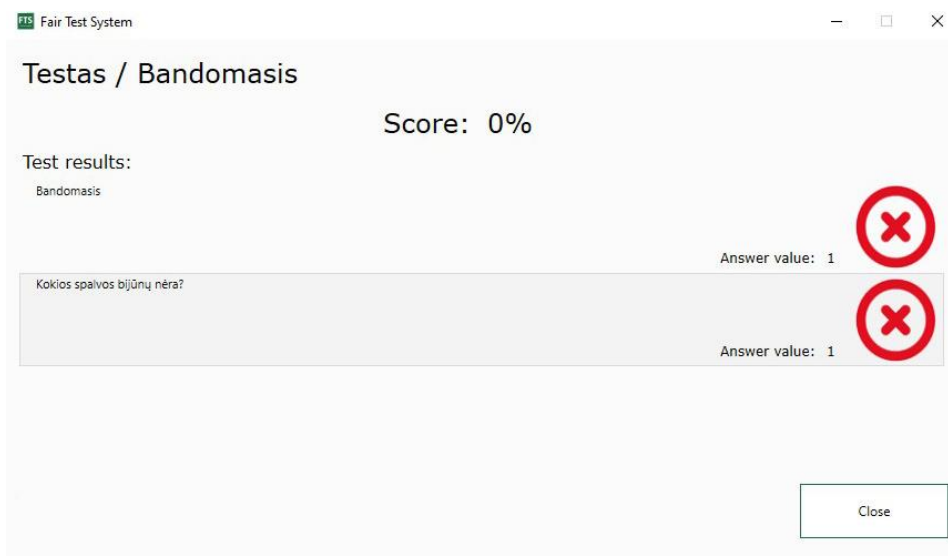 FTS Fair Test System
Testas / Bandomasis
Score: 0%
Test results:
Bandomasis
Answer value: 1
Kokios spalvos bijūnų nėra?
Answer value: 1
Close